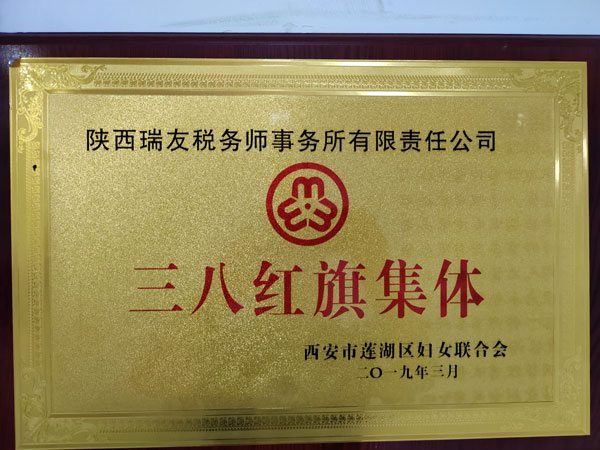 陕西瑞友税务师事务所有限责任公司
三八红旗集体
西安市莲湖区妇女联合会
二〇一九年三月